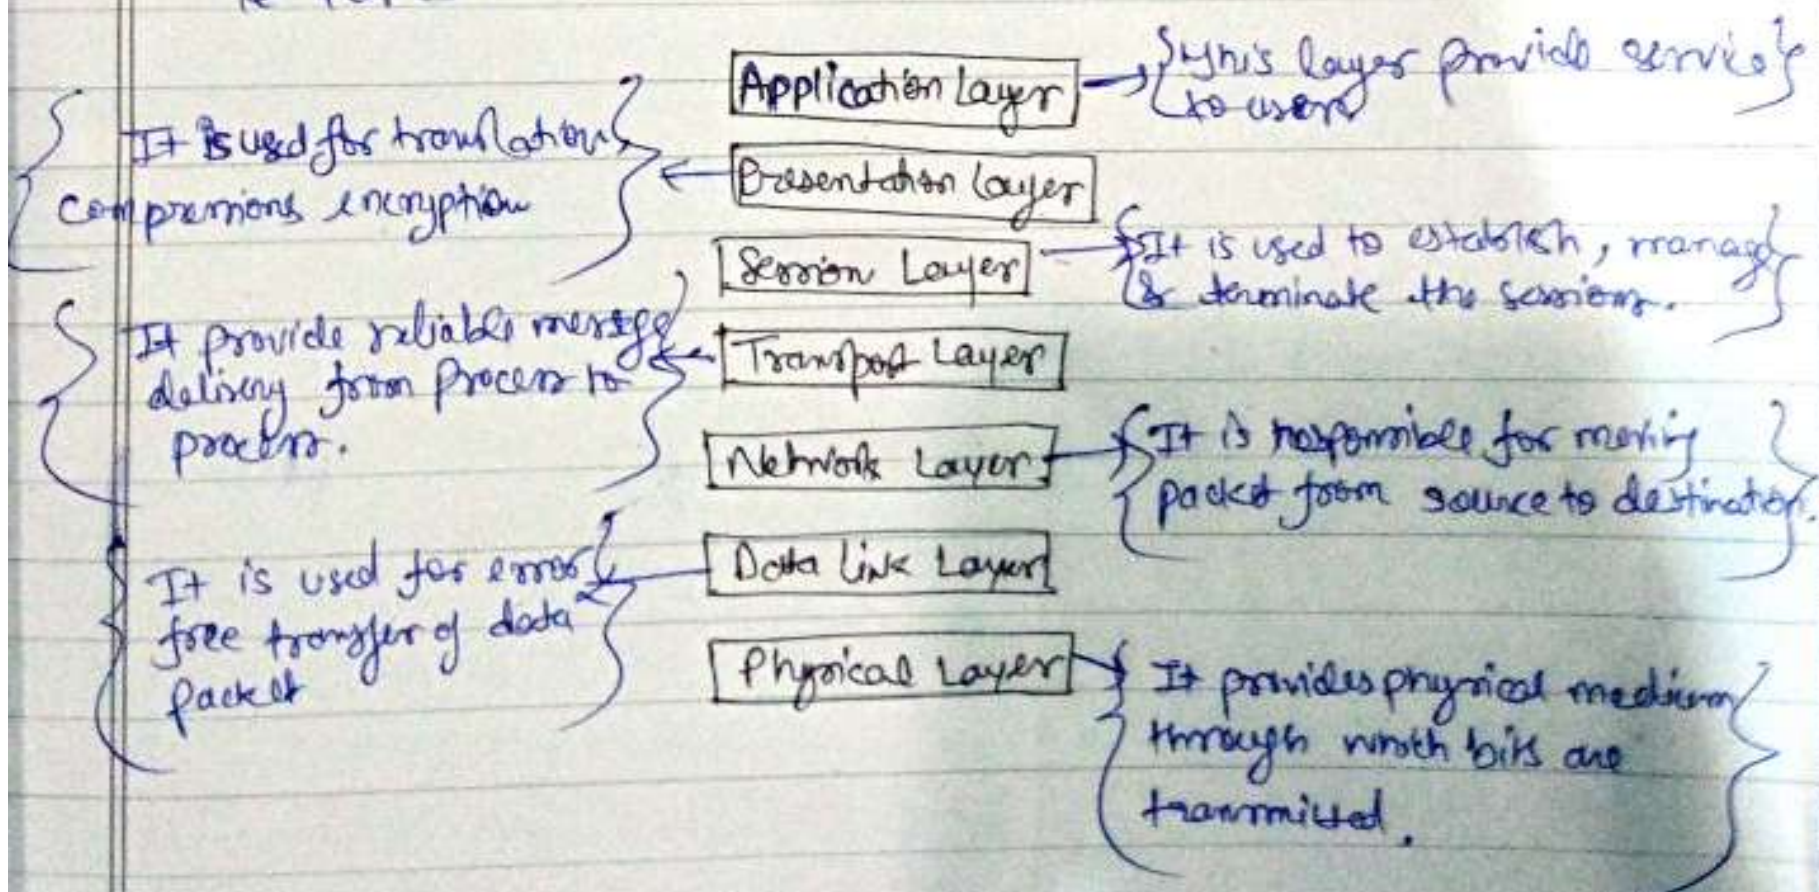 Application Layer
This layer provide service
to users
It is used for translation,
compressions encryption
Presentation Layer
Session Layer
It is used to establish, manage
& terminate the sessions.
It provide reliable message
delivery from process to
process.
Transport Layer
Network Layer
It is responsible for moving
packet from source to destination.
It is used for error
free transfer of data
packet
Data Link Layer
Physical Layer
It provides physical medium
through which bits are
transmitted.